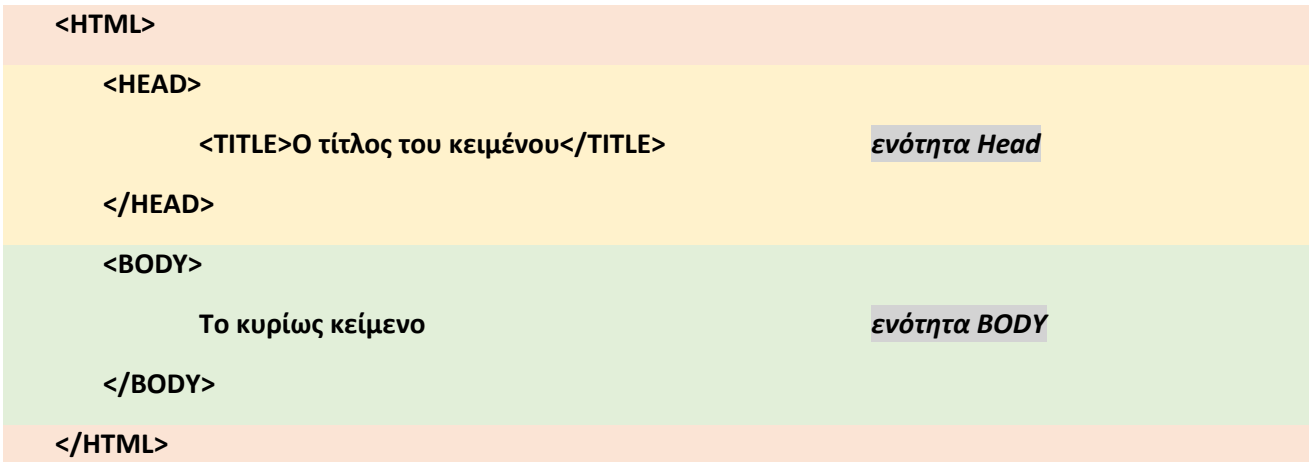 <HTML>
<HEAD>
<TITLE>Ο τίτλος του κειμένου</TITLE> ενότητα Head
</HEAD>
<BODY>
Το κυρίως κείμενο ενότητα BODY
</BODY>
</HTML>